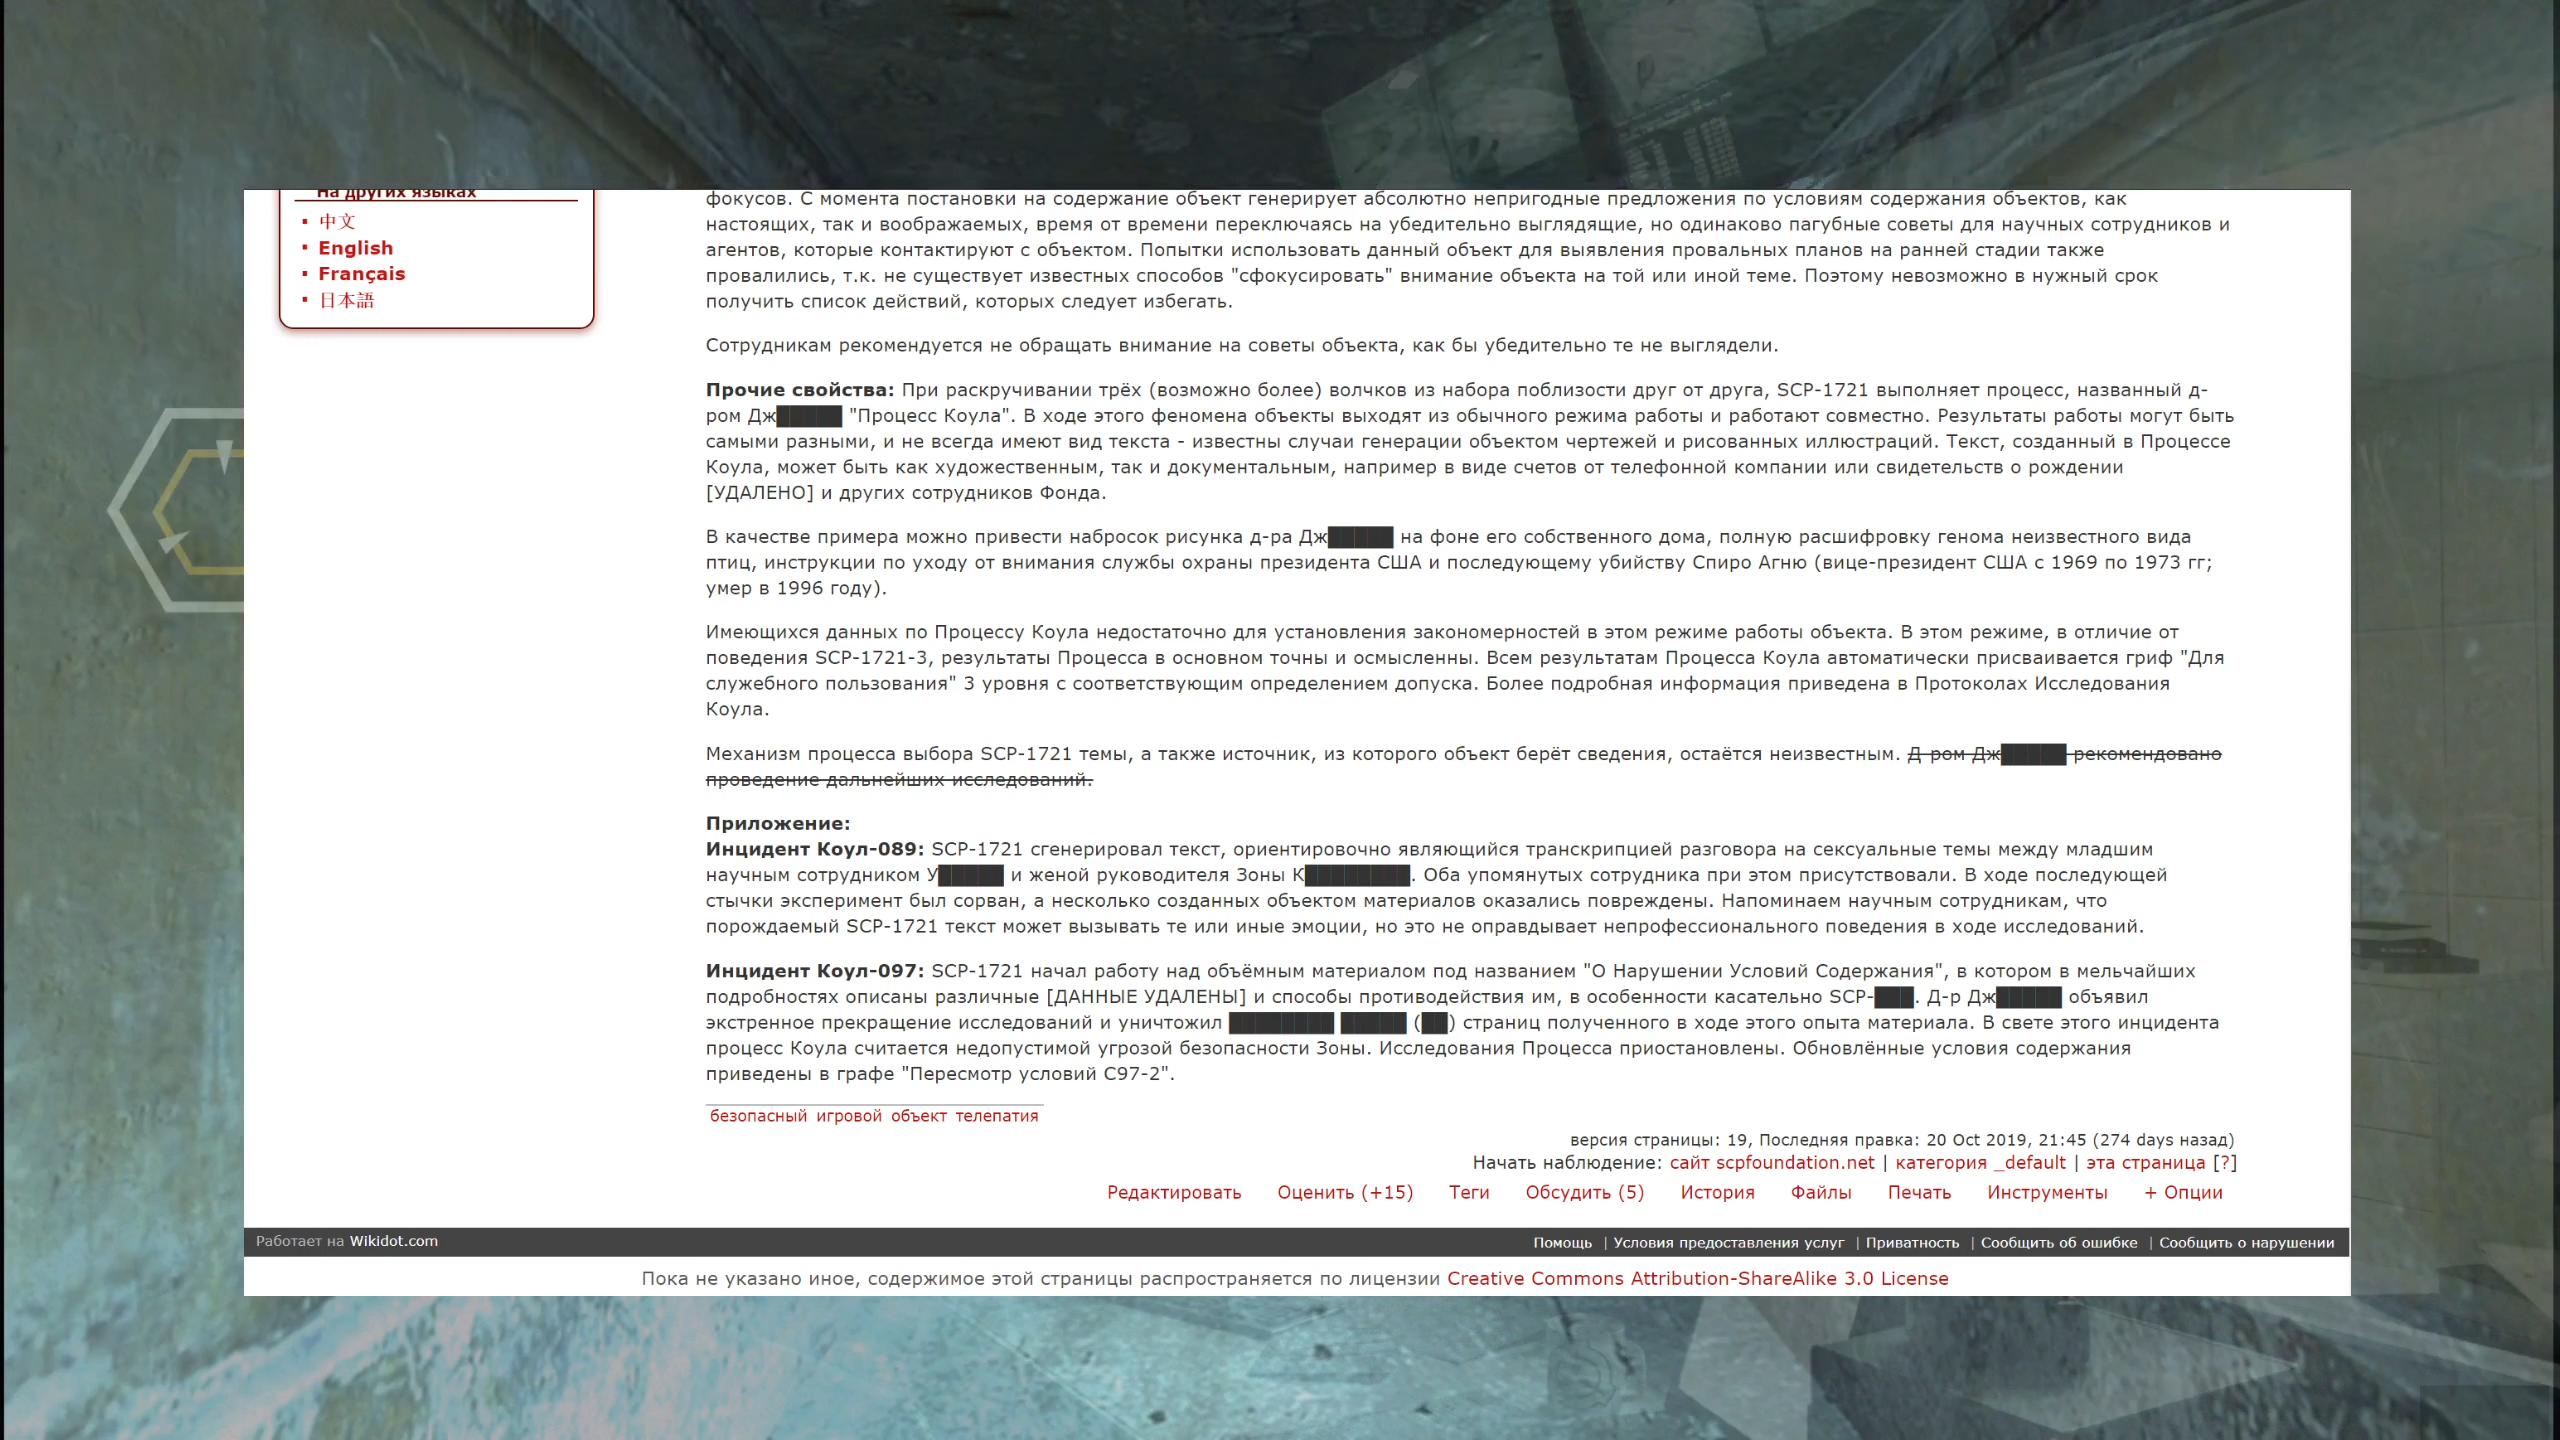 На других языках
中文
English
Français
日本語
фокусов. С момента постановки на содержание объект генерирует абсолютно непригодные предложения по условиям содержания объектов, как
настоящих, так и воображаемых, время от времени переключаясь на убедительно выглядящие, но одинаково пагубные советы для научных сотрудников и
агентов, которые контактируют с объектом. Попытки использовать данный объект для выявления провальных планов на ранней стадии также
провалились, т.к. не существует известных способов "сфокусировать" внимание объекта на той или иной теме. Поэтому невозможно в нужный срок
получить список действий, которых следует избегать.
Сотрудникам рекомендуется не обращать внимание на советы объекта, как бы убедительно те не выглядели.
Прочие свойства: При раскручивании трёх (возможно более) волчков из набора поблизости друг от друга, SCP-1721 выполняет процесс, названный д-
ром Дж█████ "Процесс Коула". В ходе этого феномена объекты выходят из обычного режима работы и работают совместно. Результаты работы могут быть
самыми разными, и не всегда имеют вид текста - известны случаи генерации объектом чертежей и рисованных иллюстраций. Текст, созданный в Процессе
Коула, может быть как художественным, так и документальным, например в виде счетов от телефонной компании или свидетельств о рождении
[УДАЛЕНО] и других сотрудников Фонда.
В качестве примера можно привести набросок рисунка д-ра Дж█████ на фоне его собственного дома, полную расшифровку генома неизвестного вида
птиц, инструкции по уходу от внимания службы охраны президента США и последующему убийству Спиро Агню (вице-президент США с 1969 по 1973 гг;
умер в 1996 году).
Имеющихся данных по Процессу Коула недостаточно для установления закономерностей в этом режиме работы объекта. В этом режиме, в отличие от
поведения SCP-1721-3, результаты Процесса в основном точны и осмысленны. Всем результатам Процесса Коула автоматически присваивается гриф "Для
служебного пользования" 3 уровня с соответствующим определением допуска. Более подробная информация приведена в Протоколах Исследования
Коула.
Механизм процесса выбора SCP-1721 темы, а также источник, из которого объект берёт сведения, остаётся неизвестным. Д-ром Дж█████ рекомендовано
проведение дальнейших исследований.
Приложение:
Инцидент Коул-089: SCP-1721 сгенерировал текст, ориентировочно являющийся транскрипцией разговора на сексуальные темы между младшим
научным сотрудником У█████ и женой руководителя Зоны К████████. Оба упомянутых сотрудника при этом присутствовали. В ходе последующей
стычки эксперимент был сорван, а несколько созданных объектом материалов оказались повреждены. Напоминаем научным сотрудникам, что
порождаемый SCP-1721 текст может вызывать те или иные эмоции, но это не оправдывает непрофессионального поведения в ходе исследований.
Инцидент Коул-097: SCP-1721 начал работу над объёмным материалом под названием "О Нарушении Условий Содержания", в котором в мельчайших
подробностях описаны различные [ДАННЫЕ УДАЛЕНЫ] и способы противодействия им, в особенности касательно SCP-███. Д-р Дж█████ объявил
экстренное прекращение исследований и уничтожил ████████ █████ (██) страниц полученного в ходе этого опыта материала. В свете этого инцидента
процесс Коула считается недопустимой угрозой безопасности Зоны. Исследования Процесса приостановлены. Обновлённые условия содержания
приведены в графе "Пересмотр условий С97-2".
безопасный игровой объект телепатия
версия страницы: 19, Последняя правка: 20 Oct 2019, 21:45 (274 days назад)
Начать наблюдение: сайт scpfoundation.net | категория _default | эта страница [?]
Редактировать Оценить (+15) Теги Обсудить (5) История Файлы Печать Инструменты + Опции
Работает на Wikidot.com
Помощь | Условия предоставления услуг | Приватность | Сообщить об ошибке | Сообщить о нарушении
Пока не указано иное, содержимое этой страницы распространяется по лицензии Creative Commons Attribution-ShareAlike 3.0 License